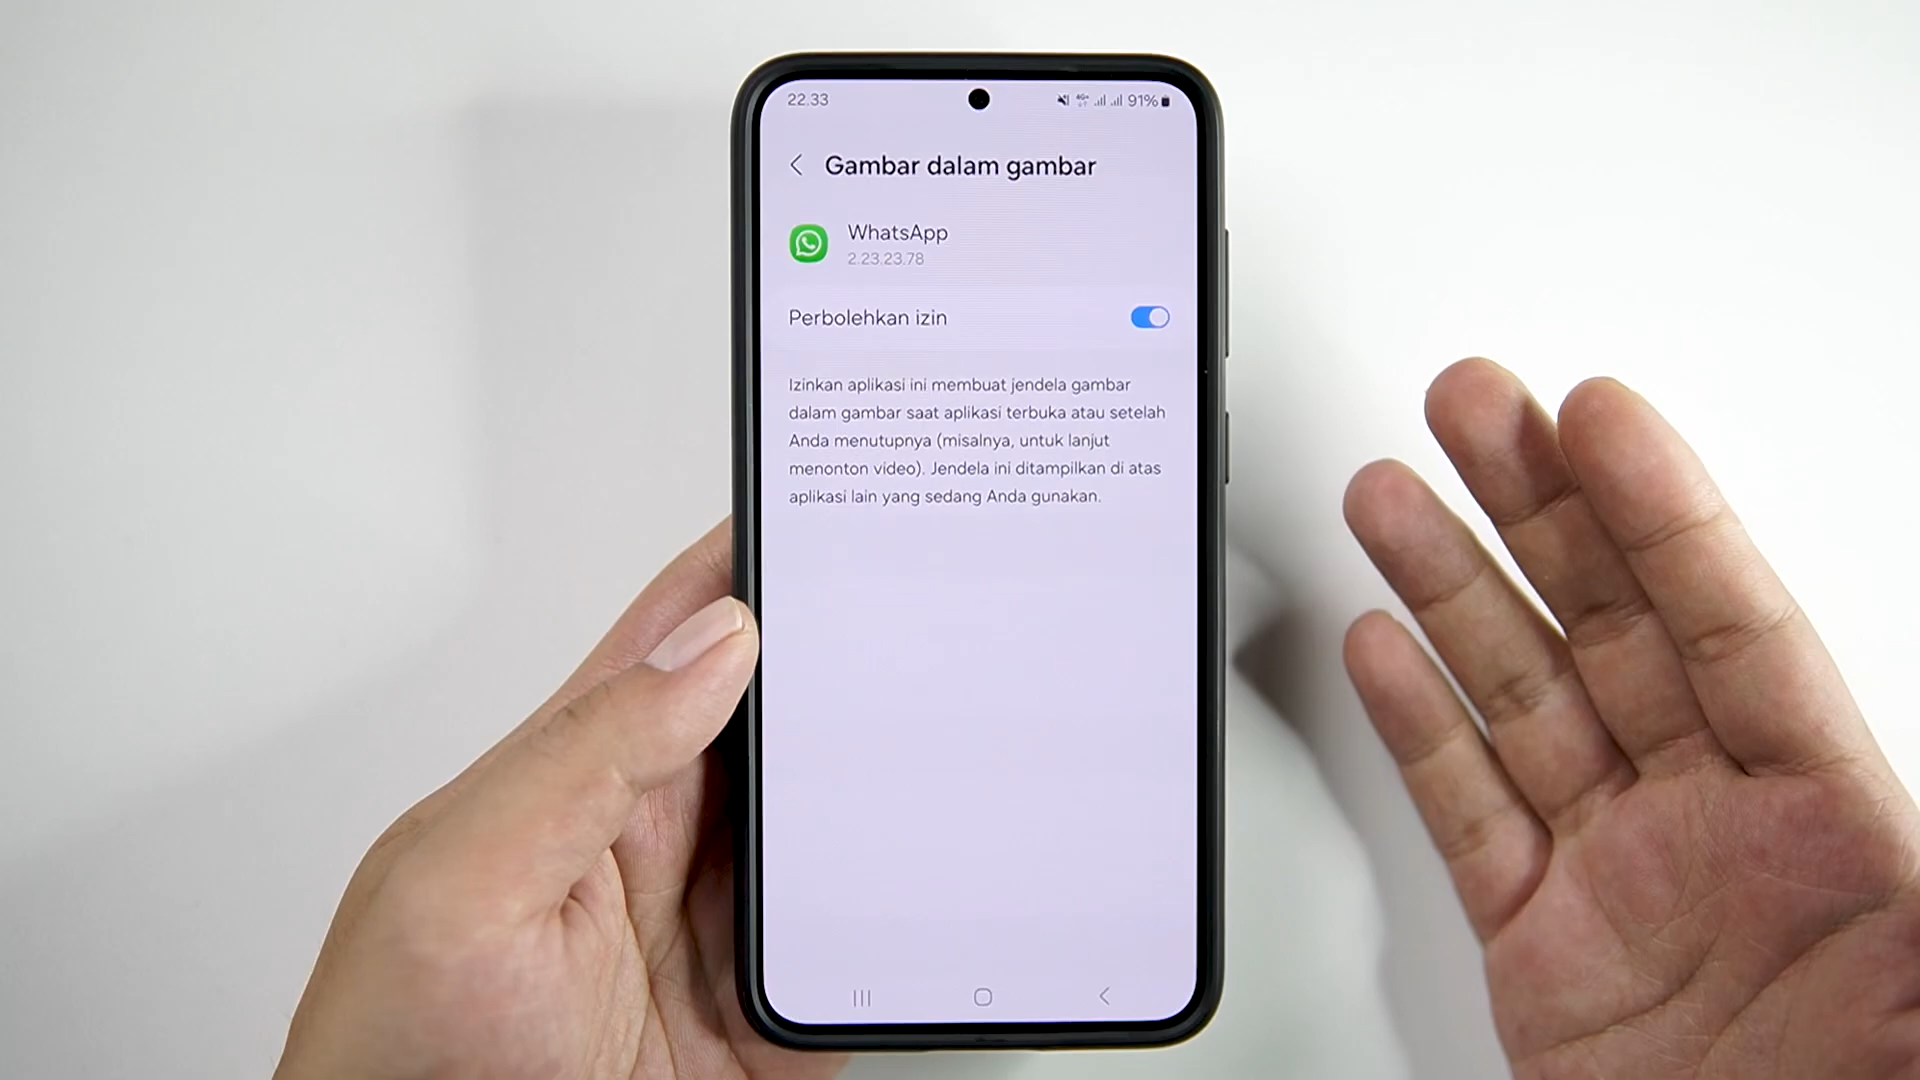 22.33
91%
Gambar dalam gambar
WhatsApp
2.23.23.78
Perbolehkan izin
Izinkan aplikasi ini membuat jendela gambar
dalam gambar saat aplikasi terbuka atau setelah
Anda menutupnya (misalnya, untuk lanjut
menonton video). Jendela ini ditampilkan di atas
aplikasi lain yang sedang Anda gunakan.